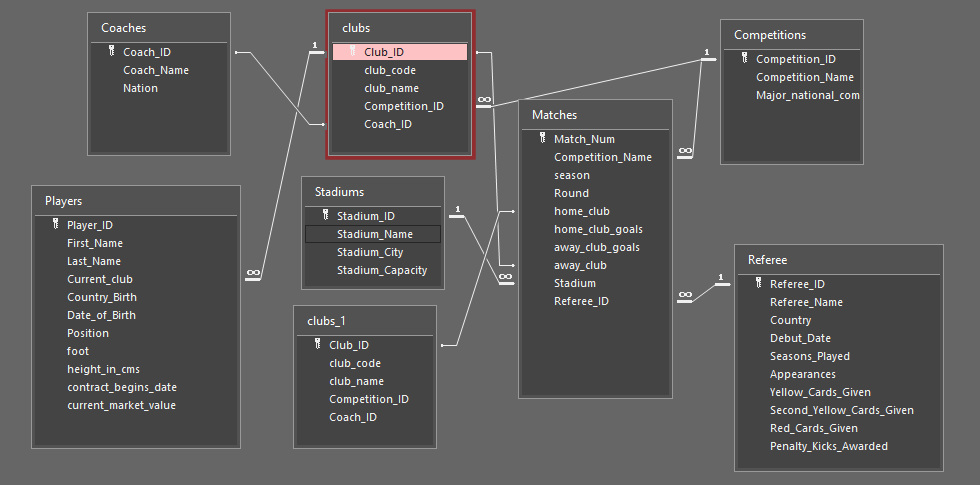 Coaches
Coach_ID
Coach_Name
Nation
clubs
Club_ID
club_code
club_name
Competition_ID
Coach_ID
Competitions
Competition_ID
Competition_Name
Major_national_com
Matches
Match_Num
Competition_Name
season
Round
home_club
home_club_goals
away_club_goals
away_club
Stadium
Referee_ID
Players
Player_ID
First_Name
Last_Name
Current_club
Country_Birth
Date_of_Birth
Position
foot
height_in_cms
contract_begins_date
current_market_value
Stadiums
Stadium_ID
Stadium_Name
Stadium_City
Stadium_Capacity
clubs_1
Club_ID
club_code
club_name
Competition_ID
Coach_ID
Referee
Referee_ID
Referee_Name
Country
Debut_Date
Seasons_Played
Appearances
Yellow_Cards_Given
Second_Yellow_Cards_Given
Red_Cards_Given
Penalty_Kicks_Awarded
1
∞
1
∞
∞
1
∞
1
∞